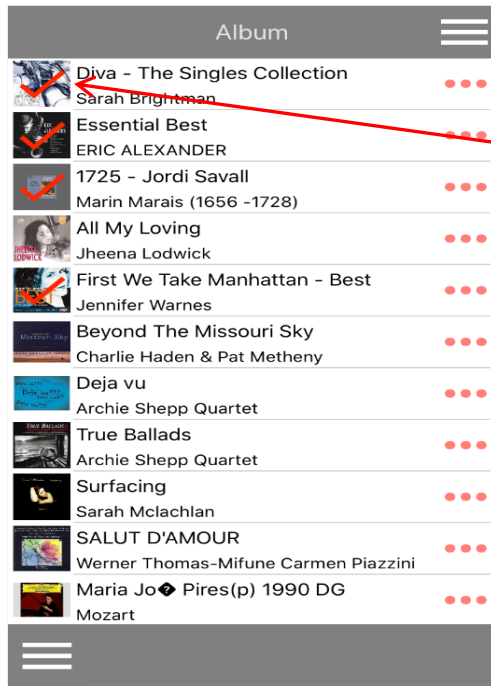 Album
Diva - The Singles Collection
Sarah Brightman
Essential Best
ERIC ALEXANDER
1725 - Jordi Savall
Marin Marais (1656 -1728)
All My Loving
Jheena Lodwick
First We Take Manhattan - Best
Jennifer Warnes
Beyond The Missouri Sky
Charlie Haden & Pat Metheny
Deja vu
Archie Shepp Quartet
True Ballads
Archie Shepp Quartet
Surfacing
Sarah Mclachlan
SALUT D'AMOUR
Werner Thomas-Mifune Carmen Piazzini
Maria Jo� Pires(p) 1990 DG
Mozart